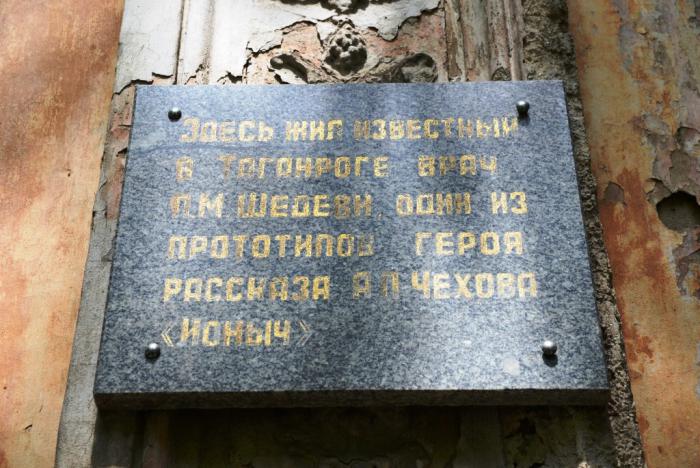 Здесь жил известный
в Таганроге врач
П.М. Шедеви, один из
прототипов героя
рассказа А.П. Чехова
«Ионыч»